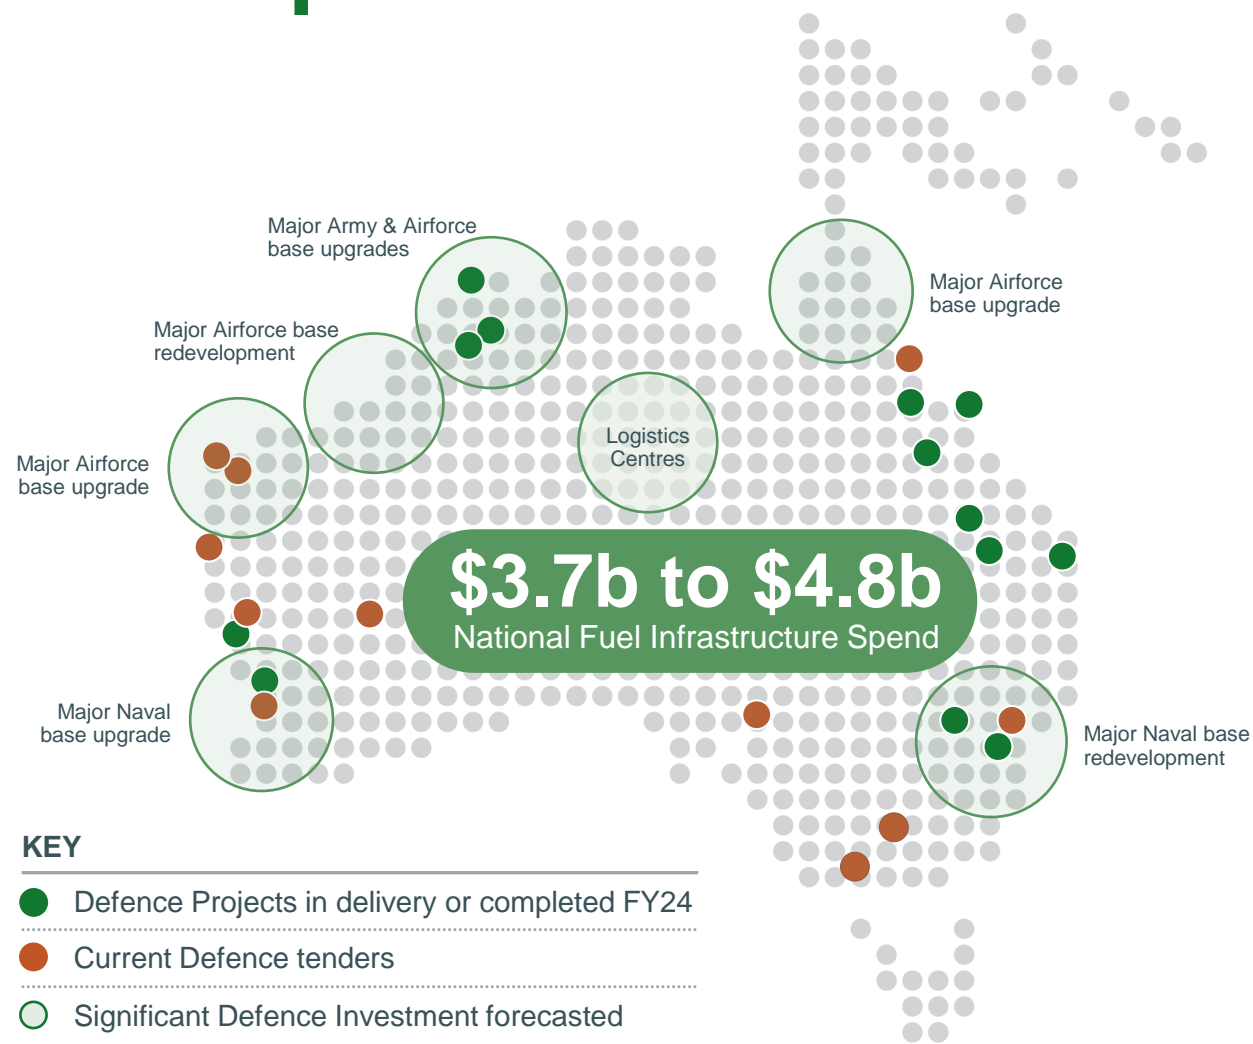 Major Army & Airforce
base upgrades
Major Airforce
base upgrade
Major Airforce base
redevelopment
Logistics
Centres
Major Airforce
base upgrade
$3.7b to $4.8b
National Fuel Infrastructure Spend
Major Naval
base upgrade
Major Naval base
redevelopment
KEY
Defence Projects in delivery or completed FY24
Current Defence tenders
Significant Defence Investment forecasted